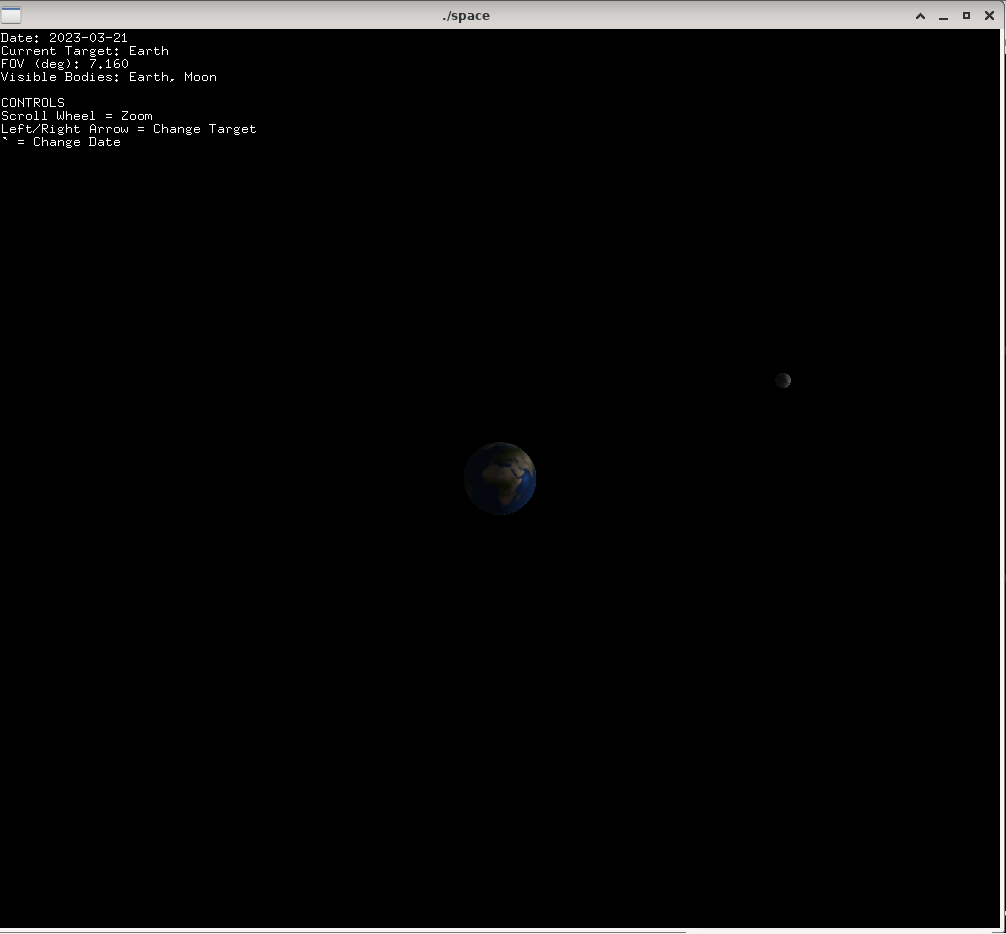 ./space
Date: 2023-03-21
Current Target: Earth
FOV (deg): 7.160
Visible Bodies: Earth, Moon
CONTROLS
Scroll Wheel = Zoom
Left/Right Arrow = Change Target
` = Change Date